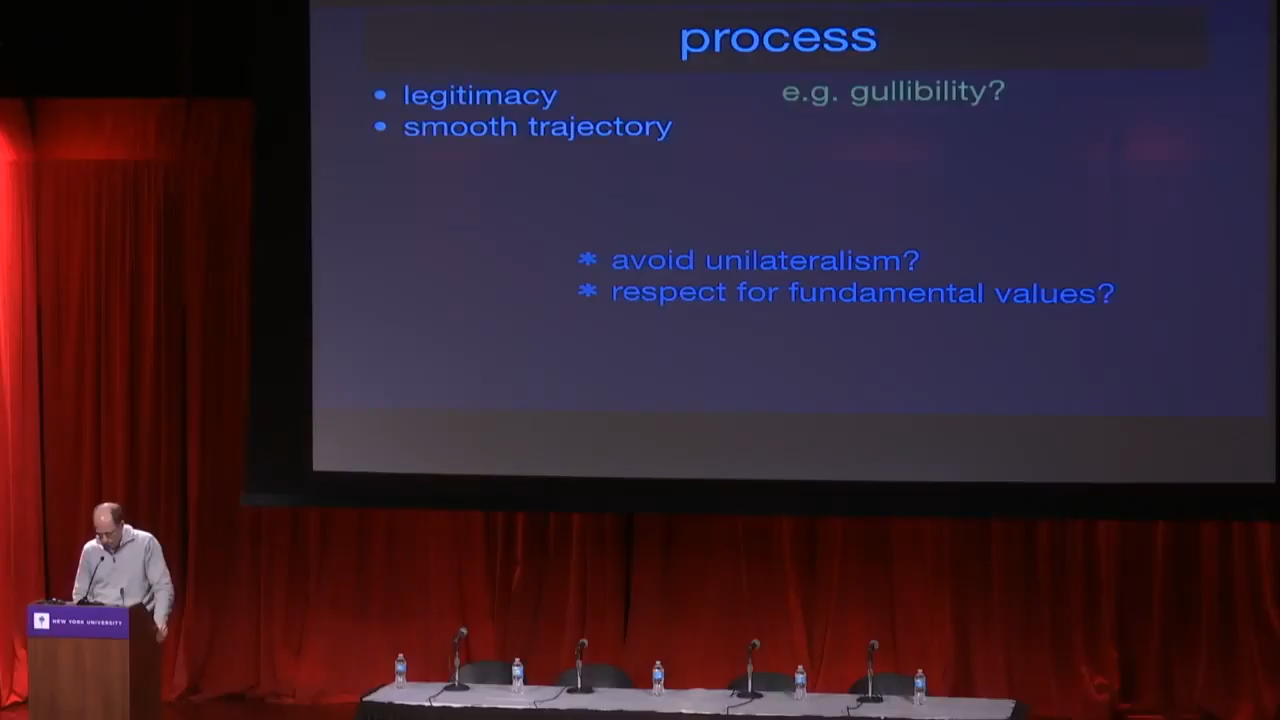 process
• legitimacy
e.g. gullibility?
• smooth trajectory
* avoid unilateralism?
* respect for fundamental values?
NEW YORK UNIVERSITY